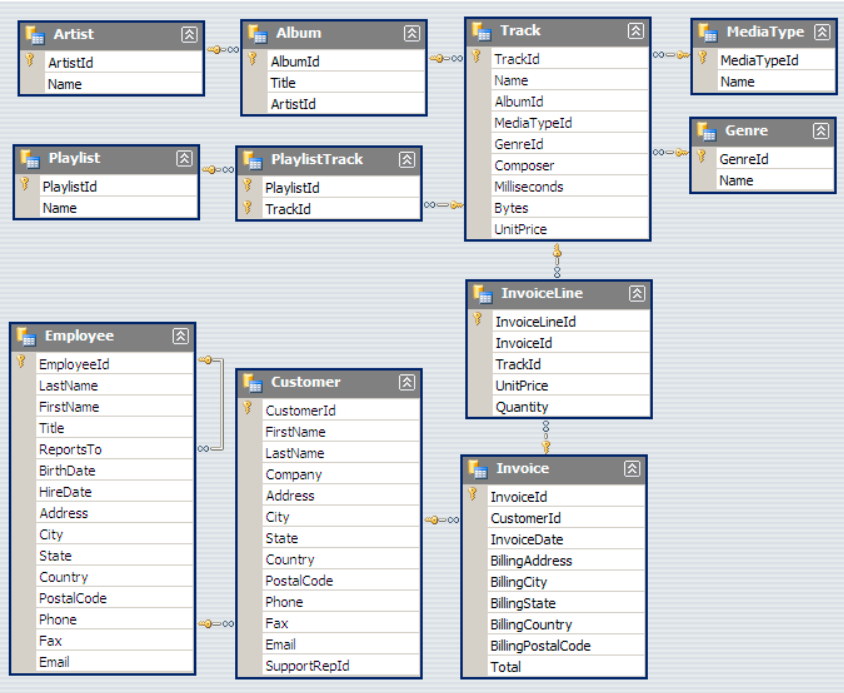 Artist
ArtistId
Name
Album
AlbumId
Title
ArtistId
Track
TrackId
Name
AlbumId
MediaTypeId
GenreId
Composer
Milliseconds
Bytes
UnitPrice
MediaType
MediaTypeId
Name
Genre
GenreId
Name
Playlist
PlaylistId
Name
PlaylistTrack
PlaylistId
TrackId
InvoiceLine
InvoiceLineId
InvoiceId
TrackId
UnitPrice
Quantity
Employee
EmployeeId
LastName
FirstName
Title
ReportsTo
BirthDate
HireDate
Address
City
State
Country
PostalCode
Phone
Fax
Email
Customer
CustomerId
FirstName
LastName
Company
Address
City
State
Country
PostalCode
Phone
Fax
Email
SupportRepId
Invoice
InvoiceId
CustomerId
InvoiceDate
BillingAddress
BillingCity
BillingState
BillingCountry
BillingPostalCode
Total